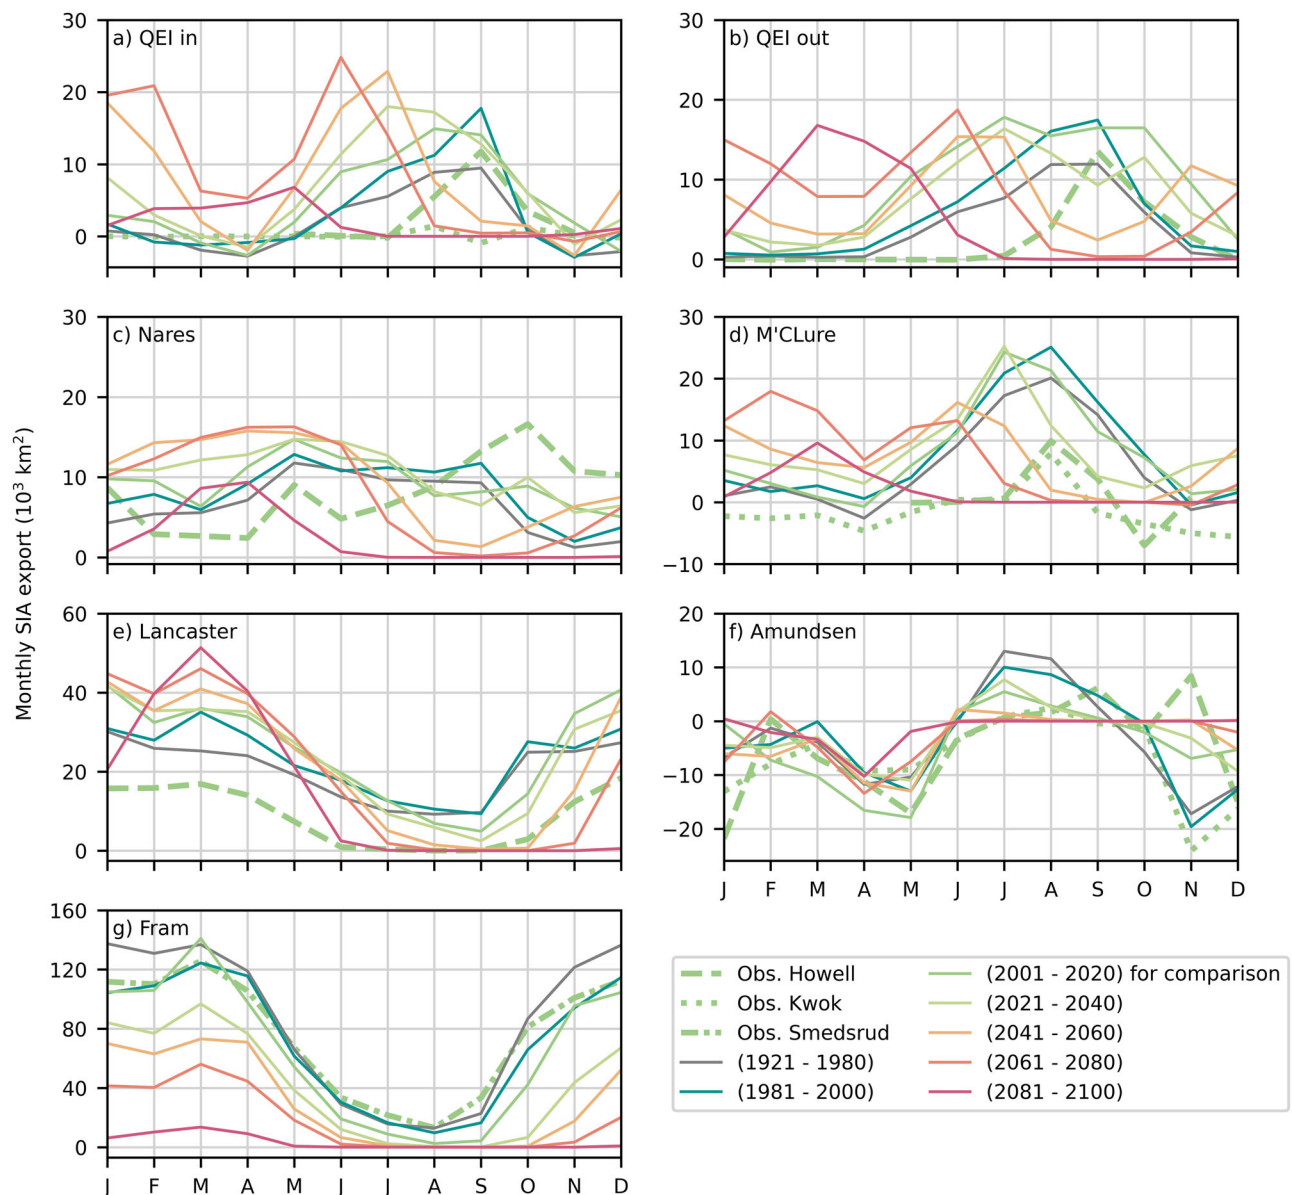 Monthly SIA export (10³ km²)
a) QEI in
30
20
10
0
b) QEI out
30
20
10
0
c) Nares
30
20
10
0
d) M'CLure
30
20
10
0
−10
e) Lancaster
60
40
20
0
f) Amundsen
20
10
0
−10
−20
J F M A M J J A S O N D
g) Fram
160
120
80
40
0
J F M A M J J A S O N D
Obs. Howell
Obs. Kwok
Obs. Smedsrud
(1921 - 1980)
(1981 - 2000)
(2001 - 2020) for comparison
(2021 - 2040)
(2041 - 2060)
(2061 - 2080)
(2081 - 2100)